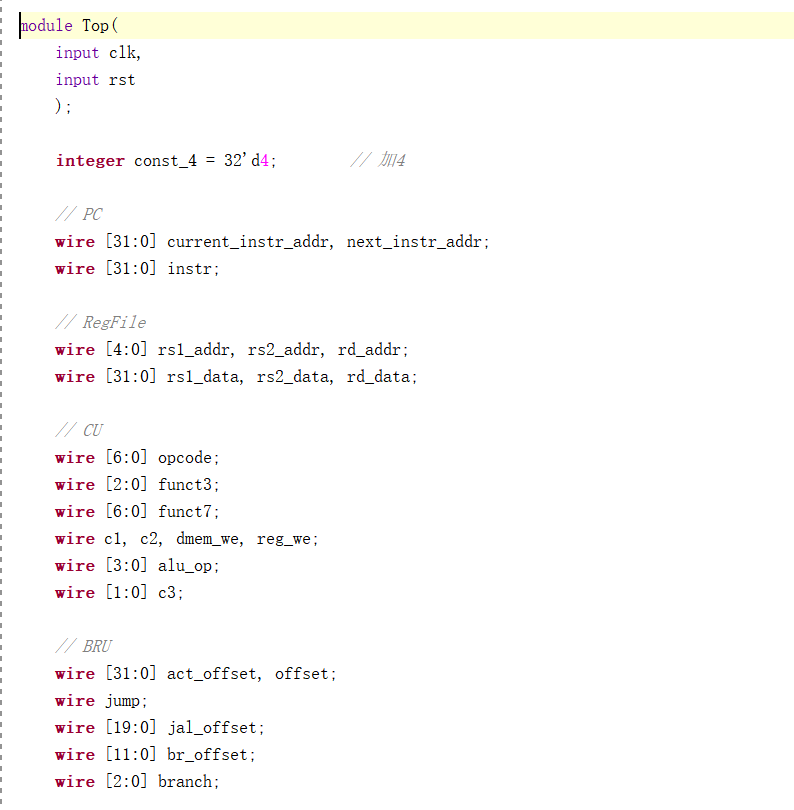 module Top(
input clk,
input rst
);
integer const_4 = 32'd4; // 加4
// PC
wire [31:0] current_instr_addr, next_instr_addr;
wire [31:0] instr;
// RegFile
wire [4:0] rs1_addr, rs2_addr, rd_addr;
wire [31:0] rs1_data, rs2_data, rd_data;
// CU
wire [6:0] opcode;
wire [2:0] funct3;
wire [6:0] funct7;
wire c1, c2, dmem_we, reg_we;
wire [3:0] alu_op;
wire [1:0] c3;
// BRU
wire [31:0] act_offset, offset;
wire jump;
wire [19:0] jal_offset;
wire [11:0] br_offset;
wire [2:0] branch;